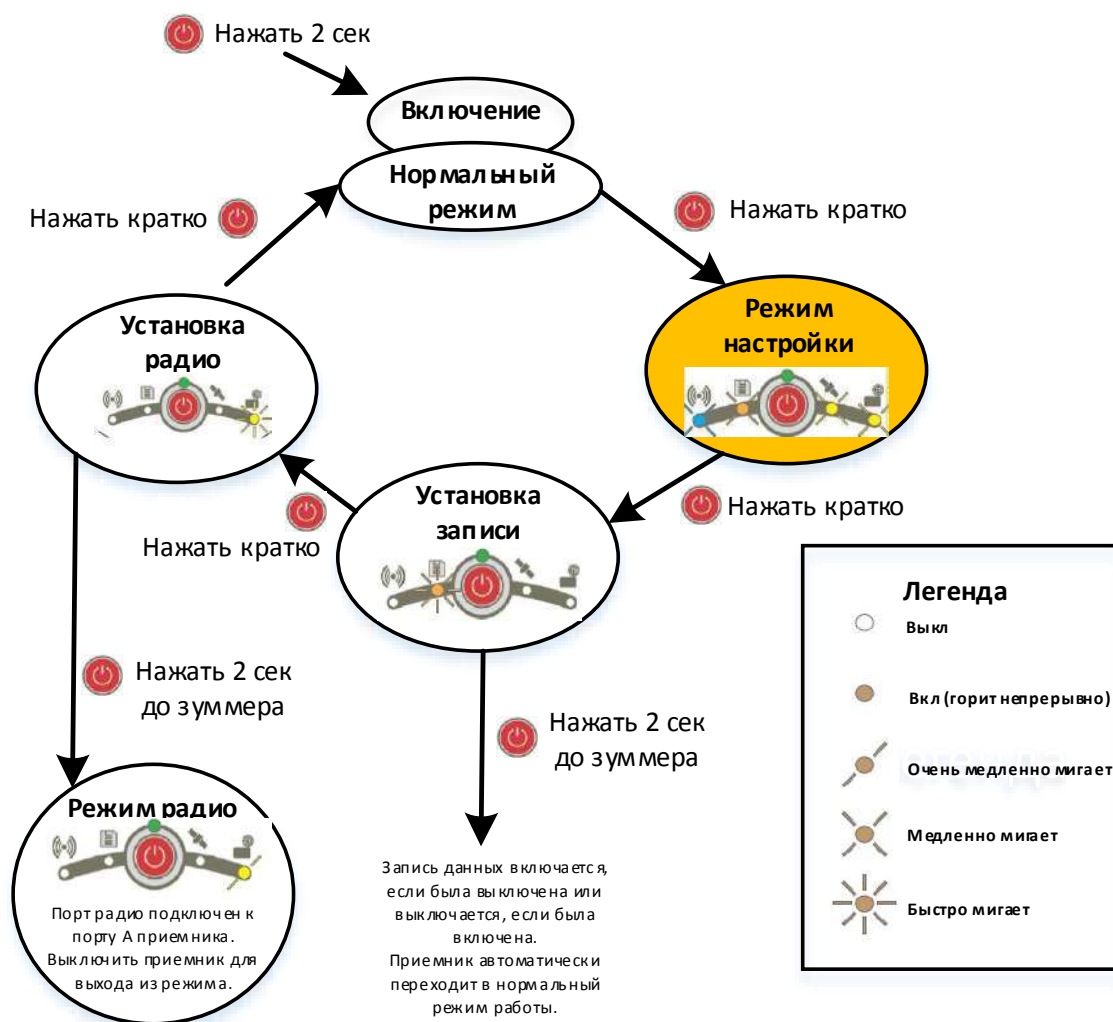 Нажать 2 сек
Включение
Нормальный
режим
Нажать кратко
Нажать кратко
Режим
настройки
Установка
радио
Нажать кратко
Установка
записи
Нажать кратко
Нажать 2 сек
до зуммера
Нажать 2 сек
до зуммера
Режим радио
Порт радио подключен к
порту А приемника.
Выключить приемник для
выхода из режима.
Запись данных включается,
если была выключена или
выключается, если была
включена.
Приемник автоматически
переходит в нормальный
режим работы.
Легенда
Выкл
Вкл (горит непрерывно)
Очень медленно мигает
Медленно мигает
Быстро мигает